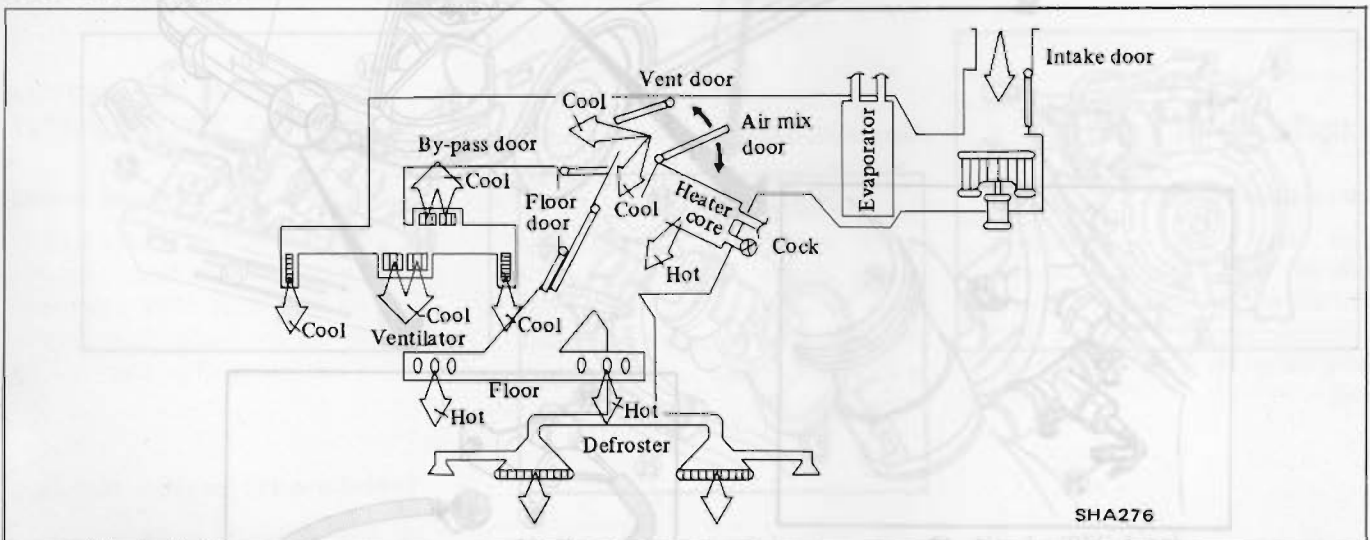 Intake door
Vent door
Cool
Air mix
door
By-pass door
Cool
Evaporator
Floor
door
Cool
Heater
core
Cock
Hot
Cool
Cool
Cool
Ventilator
Floor
Hot
Hot
Defroster
SHA276